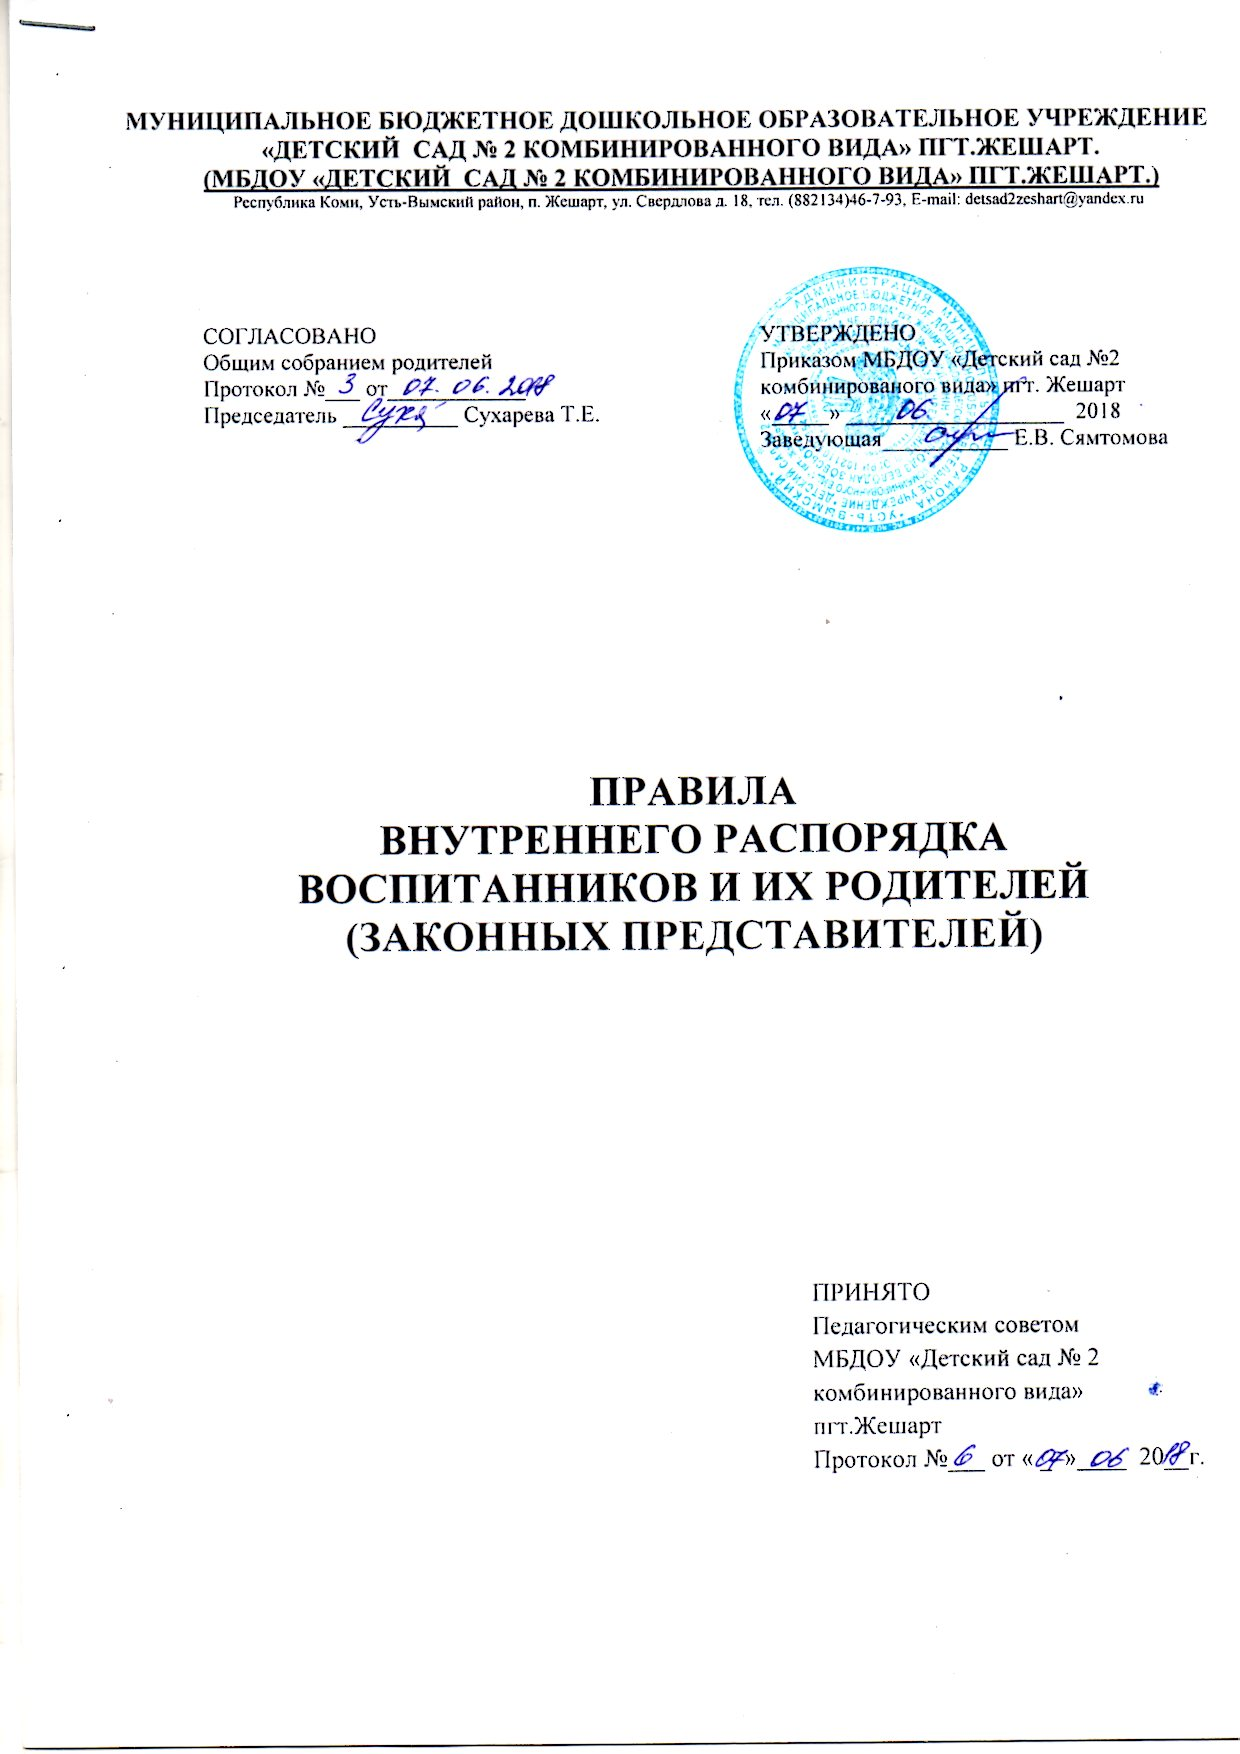 МУНИЦИПАЛЬНОЕ БЮДЖЕТНОЕ ДОШКОЛЬНОЕ ОБРАЗОВАТЕЛЬНОЕ УЧРЕЖДЕНИЕ
«ДЕТСКИЙ САД № 2 КОМБИНИРОВАННОГО ВИДА» ПГТ.ЖЕШАРТ.
(МБДОУ «ДЕТСКИЙ САД № 2 КОМБИНИРОВАННОГО ВИДА» ПГТ.ЖЕШАРТ.)
Республика Коми, Усть-Вымский район, п. Жешарт, ул. Свердлова д. 18, тел. (882134)46-7-93, E-mail: detsad2zeshart@yandex.ru
СОГЛАСОВАНО
Общим собранием родителей
Протокол № 3 от 07. 06. 2018
Председатель Сухарева Т.Е.
УТВЕРЖДЕНО
Приказом МБДОУ «Детский сад №2
комбинированого вида» пгт. Жешарт
«07» 06 2018
Заведующая Е.В. Сямтомова
ПРАВИЛА
ВНУТРЕННЕГО РАСПОРЯДКА
ВОСПИТАННИКОВ И ИХ РОДИТЕЛЕЙ
(ЗАКОННЫХ ПРЕДСТАВИТЕЛЕЙ)
ПРИНЯТО
Педагогическим советом
МБДОУ «Детский сад № 2
комбинированного вида»
пгт.Жешарт
Протокол № 6 от «07» 06 2018г.